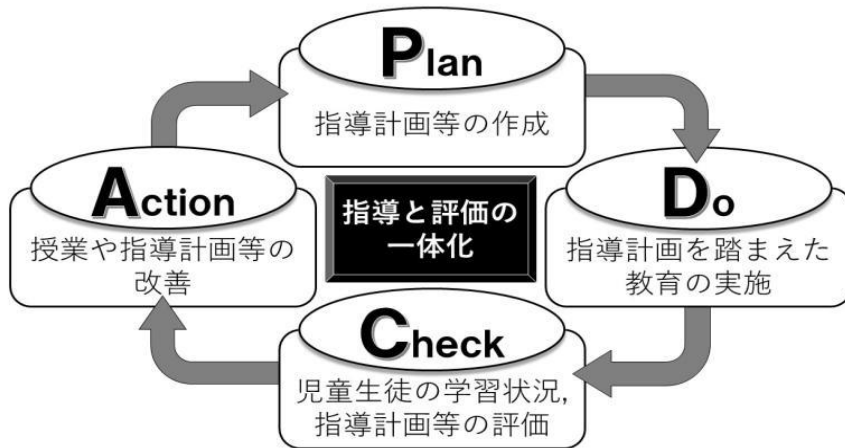 Plan
指導計画等の作成
Do
指導計画を踏まえた
教育の実施
Check
児童生徒の学習状況,
指導計画等の評価
Action
授業や指導計画等の
改善
指導と評価の
一体化